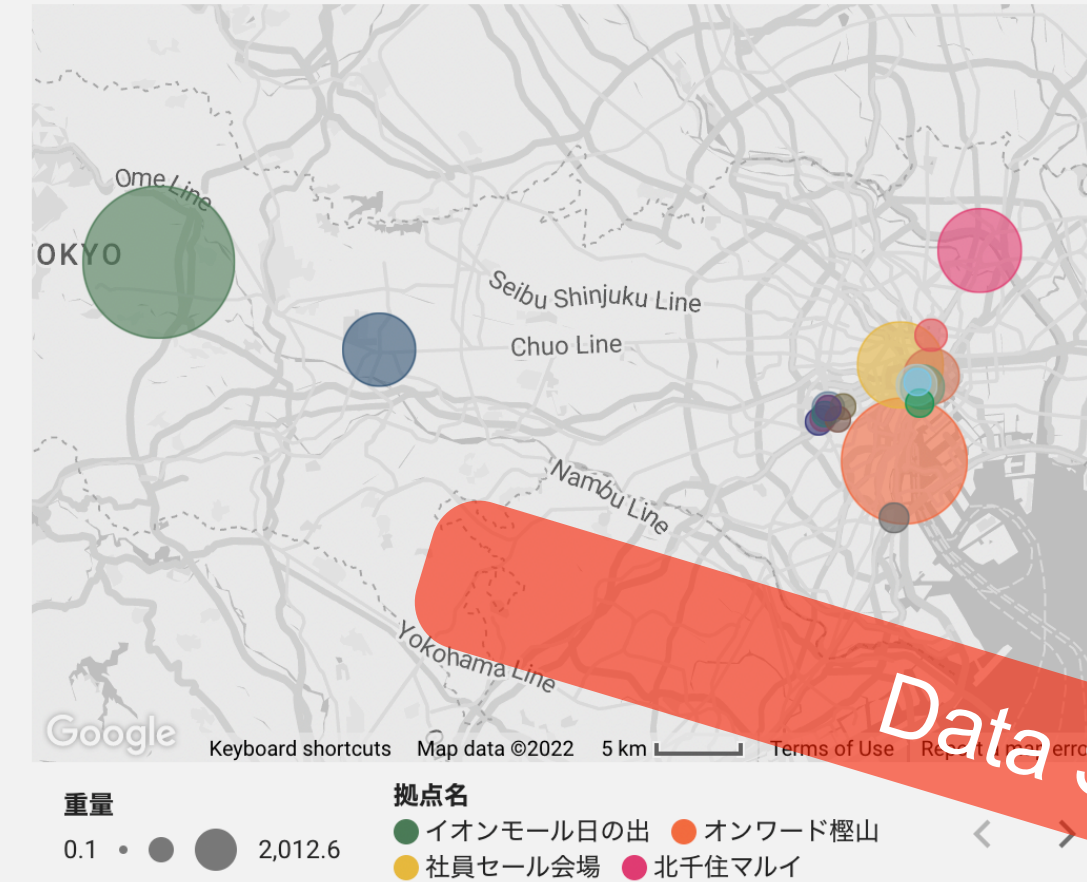 Ome Line
OKYO
Seibu Shinjuku Line
Chuo Line
Nambu Line
Yokohama Line
Data
Google
Keyboard shortcuts Map data ©2022 5 km Terms of Use Report a map erro
重量
0.1 2,012.6
拠点名
イオンモール日の出 オンワード樫山
社員セール会場 北千住マルイ